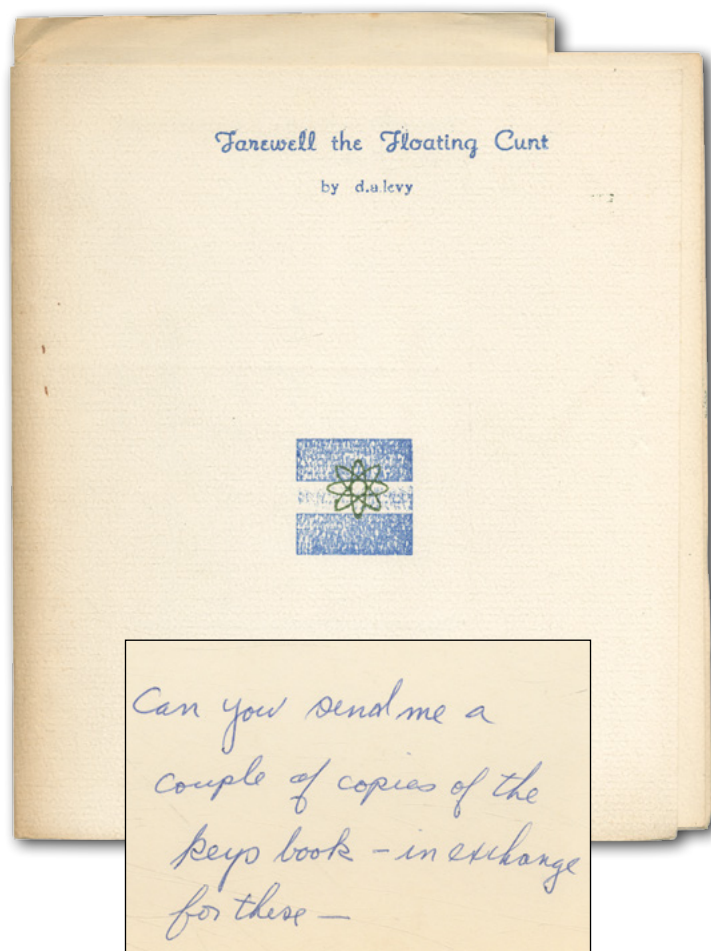 Farewell the Floating Cunt
by d.a.levy
Can you send me a
couple of copies of the
keys book – in exchange
for these —